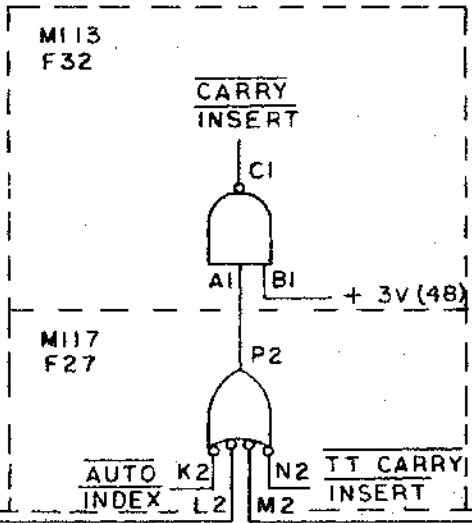 M113
F32
CARRY
INSERT
C1
A1 B1
+ 3V (48)
M117
F27
P2
AUTO K2 N2 TT CARRY
INDEX L2 M2 INSERT